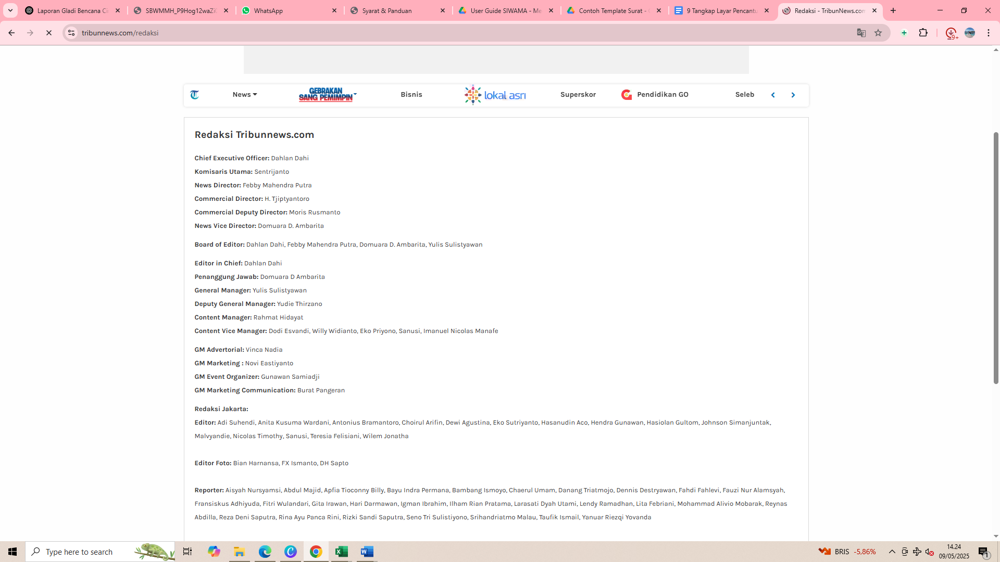 Laporan Gladi Bencana Ci
SBWMMH_P9Hog12waZi
WhatsApp
Syarat & Panduan
User Guide SIWAMA - Me
Contoh Template Surat -
9 Tangkap Layar Pencantu
Redaksi - TribunNews.com
tribunnews.com/redaksi
9+
News
GEBRAKAN
SANG PEMIMPIN
Bisnis
lokal asri
Superskor
Pendidikan GO
Seleb
Redaksi Tribunnews.com
Chief Executive Officer: Dahlan Dahi
Komisaris Utama: Sentrijanto
News Director: Febby Mahendra Putra
Commercial Director: H. Tjiptyantoro
Commercial Deputy Director: Moris Rusmanto
News Vice Director: Domuara D. Ambarita
Board of Editor: Dahlan Dahi, Febby Mahendra Putra, Domuara D. Ambarita, Yulis Sulistyawan
Editor in Chief: Dahlan Dahi
Penanggung Jawab: Domuara D Ambarita
General Manager: Yulis Sulistyawan
Deputy General Manager: Yudie Thirzano
Content Manager: Rahmat Hidayat
Content Vice Manager: Dodi Esvandi, Willy Widianto, Eko Priyono, Sanusi, Imanuel Nicolas Manafe
GM Advertorial: Vinca Nadia
GM Marketing : Novi Eastiyanto
GM Event Organizer: Gunawan Samiadji
GM Marketing Communication: Burat Pangeran
Redaksi Jakarta:
Editor: Adi Suhendi, Anita Kusuma Wardani, Antonius Bramantoro, Choirul Arifin, Dewi Agustina, Eko Sutriyanto, Hasanudin Aco, Hendra Gunawan, Hasiolan Gultom, Johnson Simanjuntak,
Malvyandie, Nicolas Timothy, Sanusi, Teresia Felisiani, Wilem Jonatha
Editor Foto: Bian Harnansa, FX Ismanto, DH Sapto
Reporter: Aisyah Nursyamsi, Abdul Majid, Apfia Tioconny Billy, Bayu Indra Permana, Bambang Ismoyo, Chaerul Umam, Danang Triatmojo, Dennis Destryawan, Fahdi Fahlevi, Fauzi Nur Alamsyah,
Fransiskus Adhiyuda, Fitri Wulandari, Gita Irawan, Hari Darmawan, Igman Ibrahim, Ilham Rian Pratama, Larasati Dyah Utami, Lendy Ramadhan, Lita Febriani, Mohammad Alivio Mobarak, Reynas
Abdilla, Reza Deni Saputra, Rina Ayu Panca Rini, Rizki Sandi Saputra, Seno Tri Sulistiyono, Srihandriatmo Malau, Taufik Ismail, Yanuar Riezqi Yovanda
Type here to search
BRIS -5,86%
14.24
09/05/2025
1